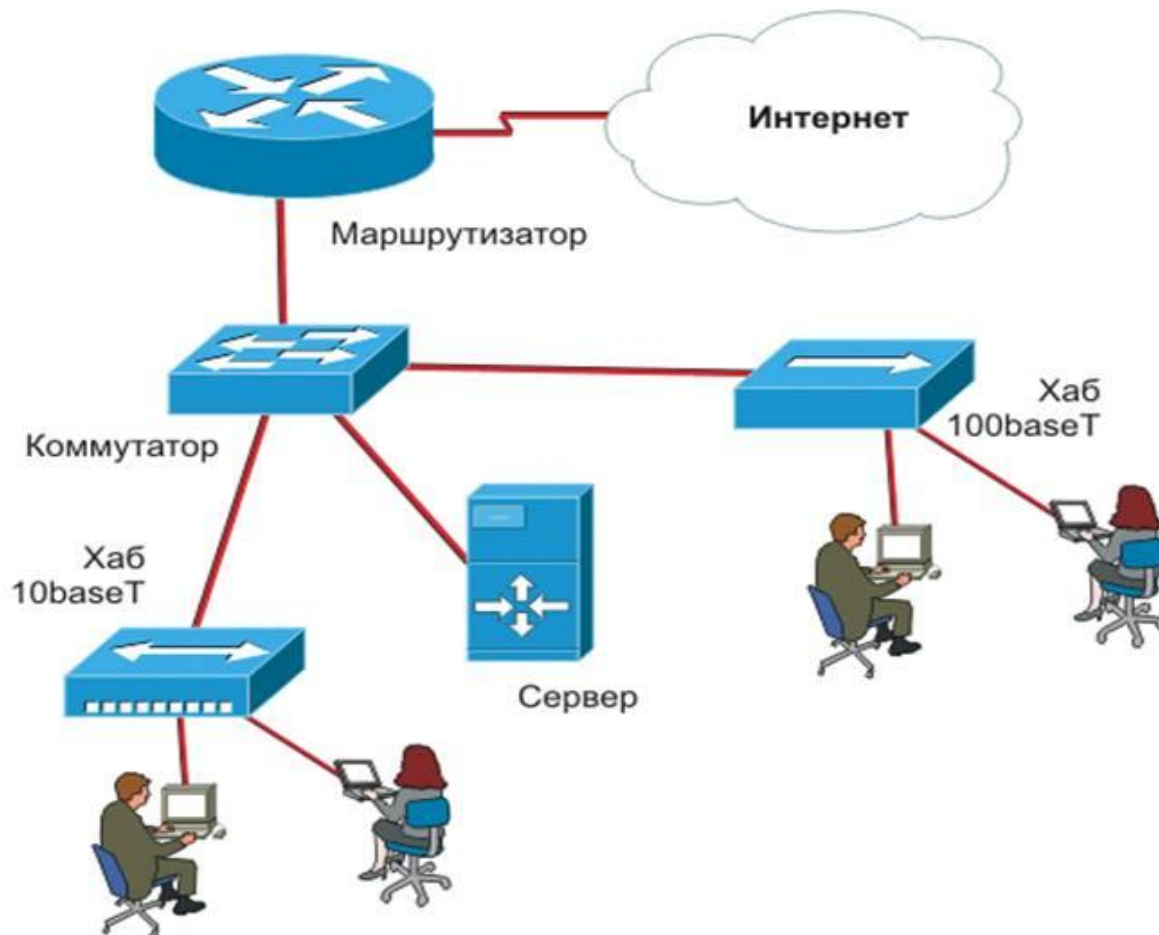 Интернет
Маршрутизатор
Хаб
100baseT
Коммутатор
Хаб
10baseT
Сервер